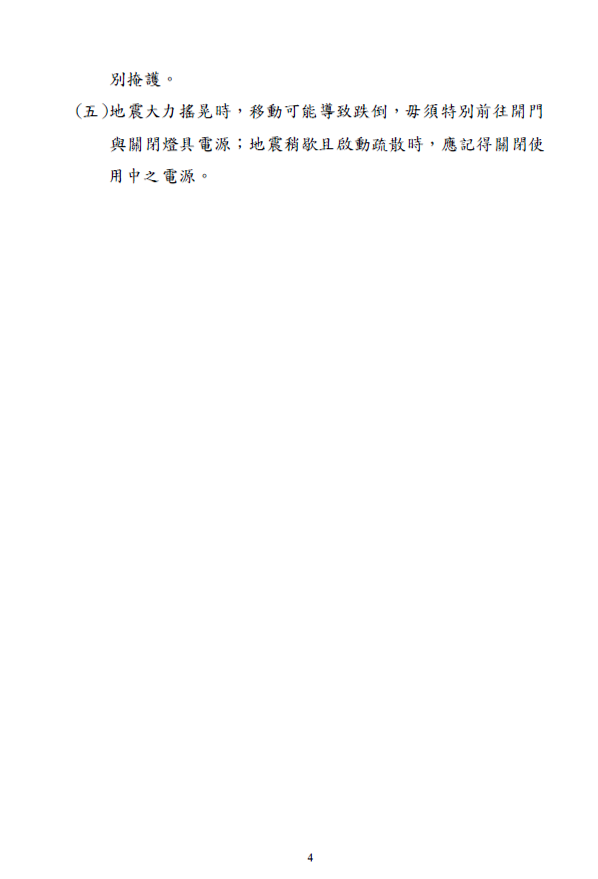 別掩護。
(五)地震大力搖晃時，移動可能導致跌倒，毋須特別前往開門
與關閉燈具電源；地震稍歇且啟動疏散時，應記得關閉使
用中之電源。
4